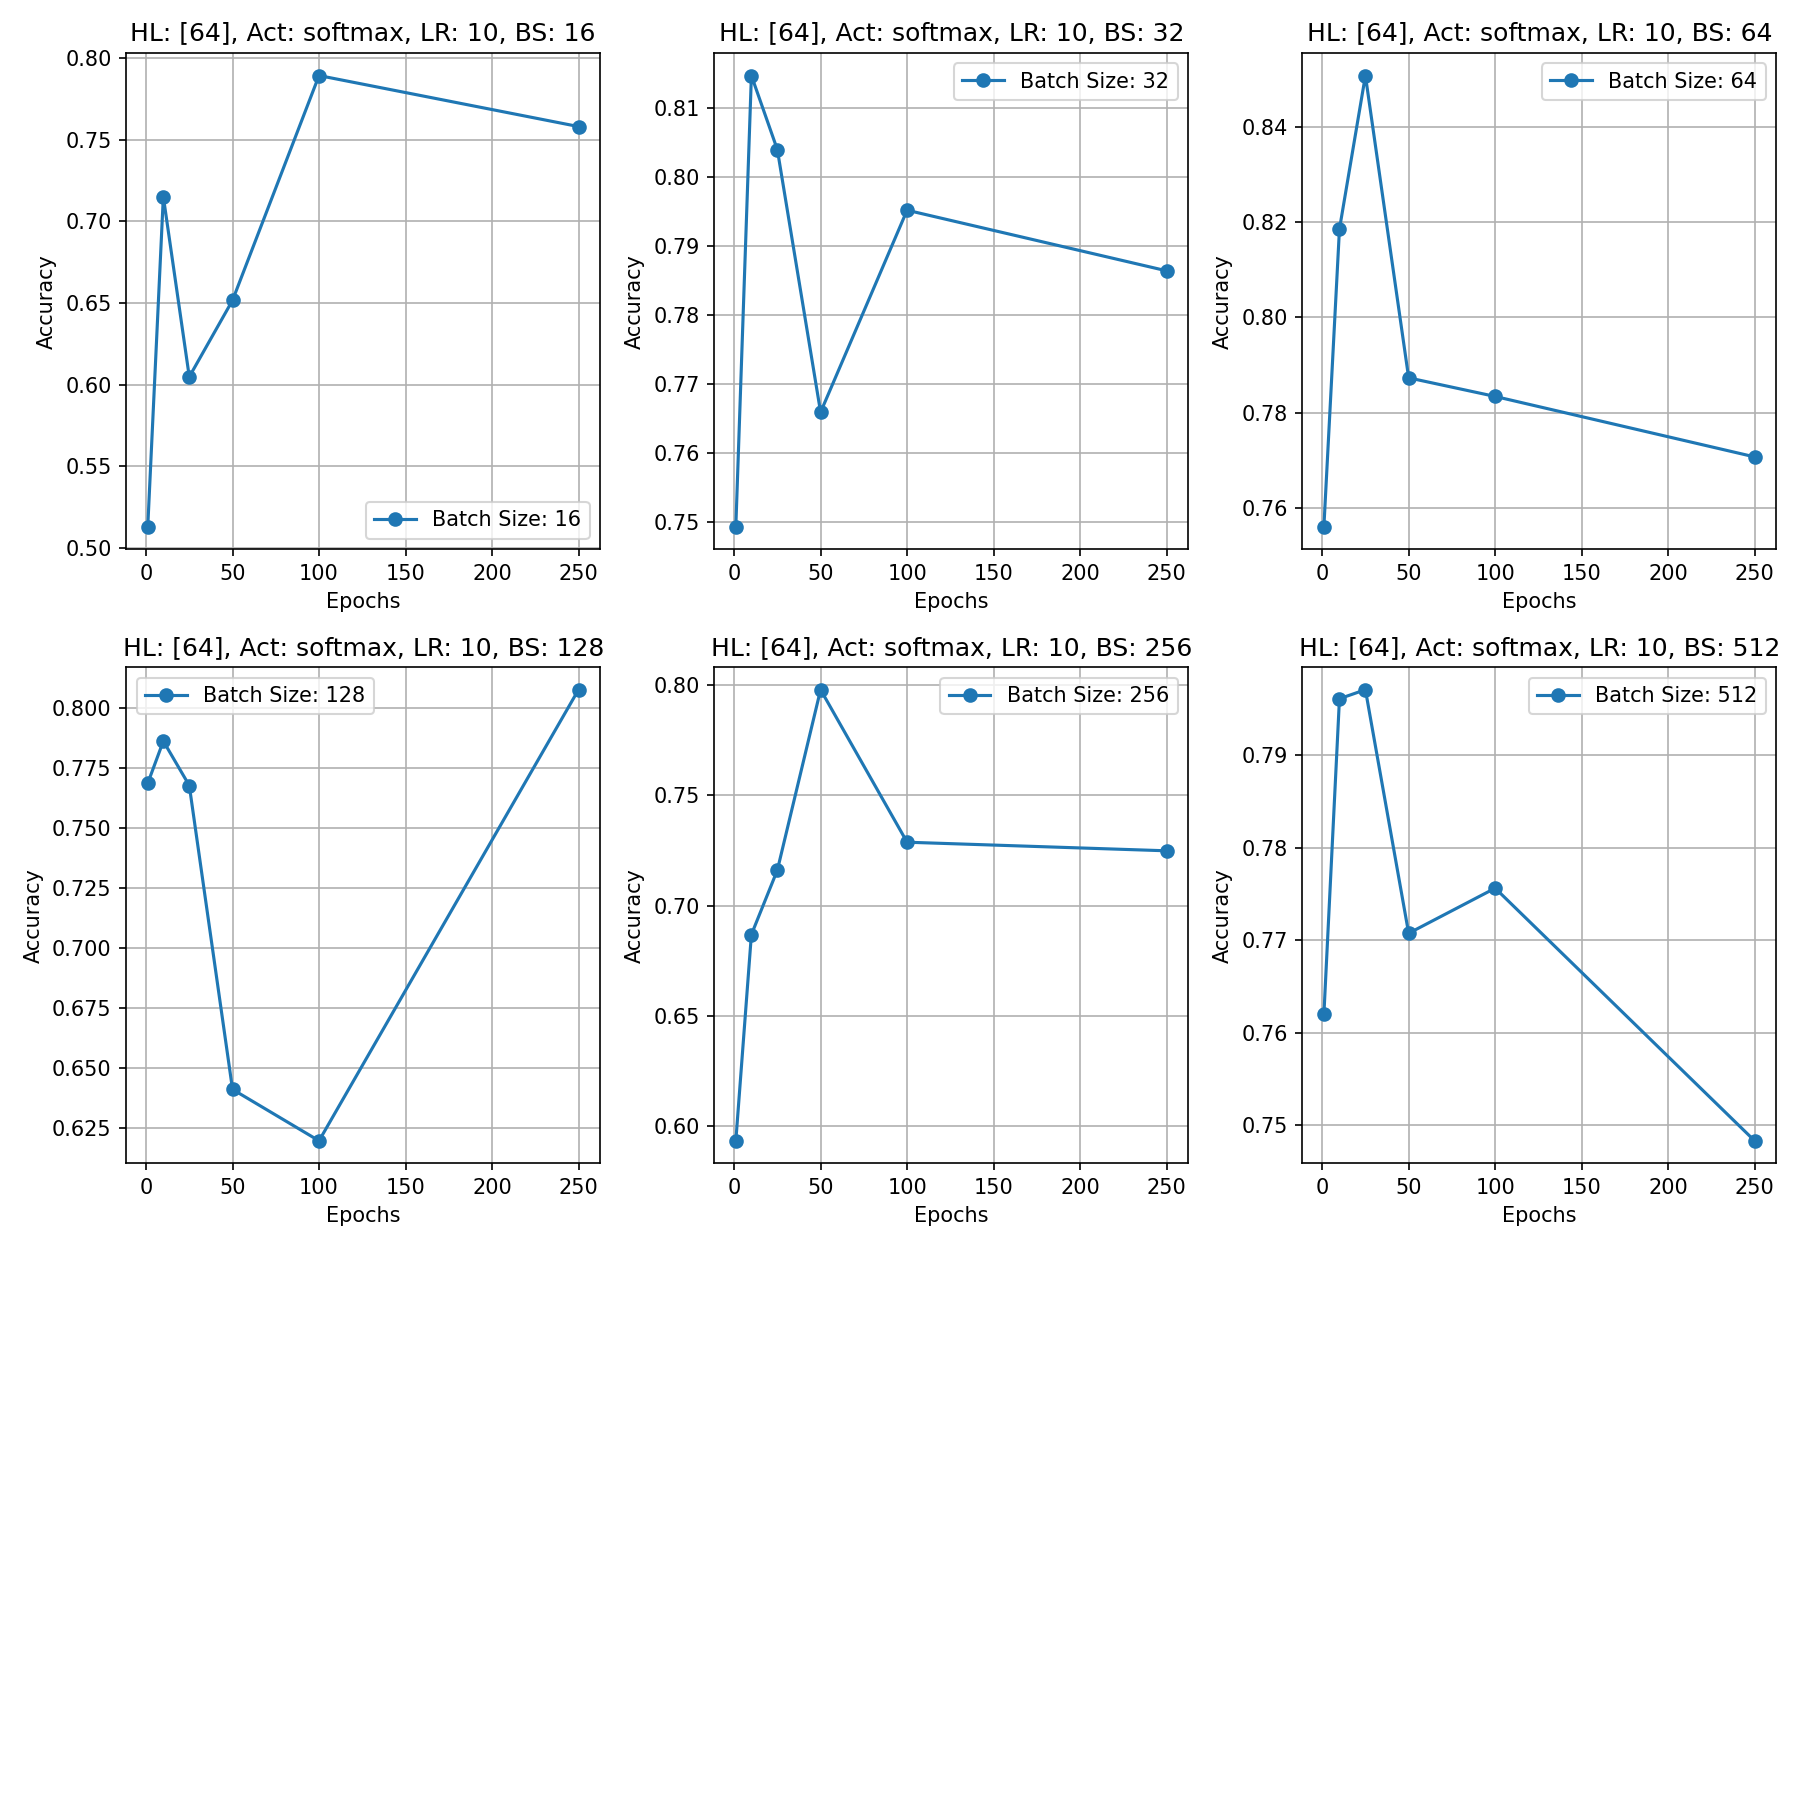 HL: [64], Act: softmax, LR: 10, BS: 16
0.80
0.75
0.70
0.65
0.60
0.55
0.50
Accuracy
Batch Size: 16
0 50 100 150 200 250
Epochs
HL: [64], Act: softmax, LR: 10, BS: 32
Batch Size: 32
0.81
0.80
0.79
0.78
0.77
0.76
0.75
Accuracy
0 50 100 150 200 250
Epochs
HL: [64], Act: softmax, LR: 10, BS: 64
Batch Size: 64
0.84
0.82
0.80
0.78
0.76
Accuracy
0 50 100 150 200 250
Epochs
HL: [64], Act: softmax, LR: 10, BS: 128
Batch Size: 128
0.800
0.775
0.750
0.725
0.700
0.675
0.650
0.625
Accuracy
0 50 100 150 200 250
Epochs
HL: [64], Act: softmax, LR: 10, BS: 256
Batch Size: 256
0.80
0.75
0.70
0.65
0.60
Accuracy
0 50 100 150 200 250
Epochs
HL: [64], Act: softmax, LR: 10, BS: 512
Batch Size: 512
0.79
0.78
0.77
0.76
0.75
Accuracy
0 50 100 150 200 250
Epochs